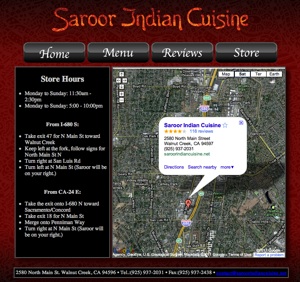 Saroor Indian Cuisine
Home
Menu
Reviews
Store
Store Hours
Monday to Sunday: 11:30am -
2:30pm
Monday to Sunday: 5:00 - 10:00pm
From I-680 S:
Take exit 47 for N Main St toward
Walnut Creek
Keep left at the fork, follow signs for
North Main St N
Turn right at San Luis Rd
Turn left at N Main St (Saroor will be
on your right.)
From CA-24 E:
Take the exit onto I-680 N toward
Sacramento/Concord
Take exit 18 for N Main St
Merge onto Penniman Way
Turn right at N Main St (Saroor will
be on your right.)
Map
Sat
Ter
Earth
Saroor Indian Cuisine
118 reviews
2580 North Main Street
Walnut Creek, CA 94597
(925) 937-2031
saroorindiancuisine.net
Directions
Search nearby
more
2580 North Main St. Walnut Creek, CA 94596 • Tel.:(925) 937-2031 • Fax:(925) 937-2438 •